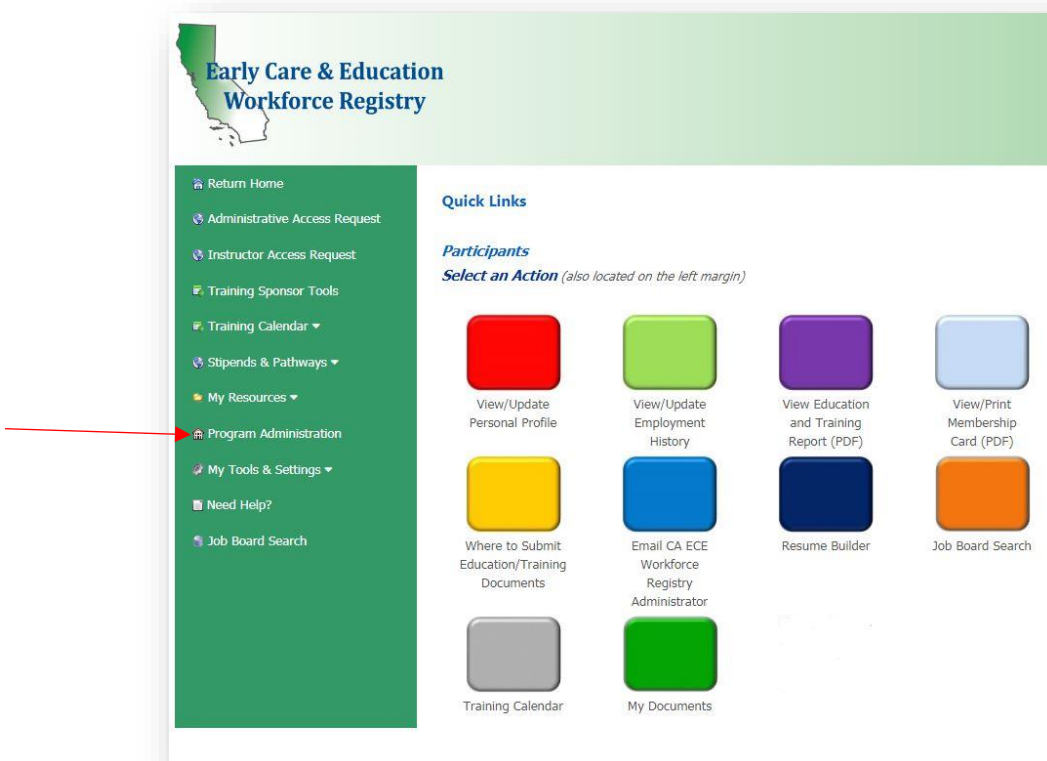 Early Care & Education
Workforce Registry
Return Home
Administrative Access Request
Instructor Access Request
Training Sponsor Tools
Training Calendar
Stipends & Pathways
My Resources
Program Administration
My Tools & Settings
Need Help?
Job Board Search
Quick Links
Participants
Select an Action (also located on the left margin)
View/Update
Personal Profile
View/Update
Employment
History
View Education
and Training
Report (PDF)
View/Print
Membership
Card (PDF)
Where to Submit
Education/Training
Documents
Email CA ECE
Workforce
Registry
Administrator
Resume Builder
Job Board Search
Training Calendar
My Documents